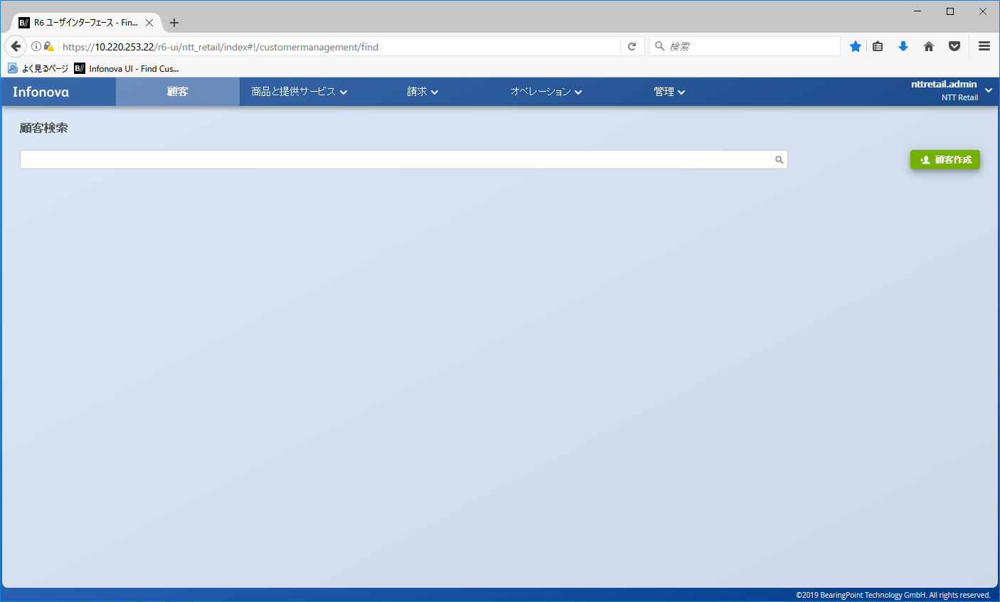 R6 ユーザインターフェース - Fin...
https://10.220.253.22/r6-ui/ntt_retail/index#!/customermanagement/find
検索
よく見るページ
B// Infonova UI - Find Cus...
Infonova
顧客
商品と提供サービス
請求
オペレーション
管理
nttretail.admin
NTT Retail
顧客検索
顧客作成
©2019 BearingPoint Technology GmbH. All rights reserved.